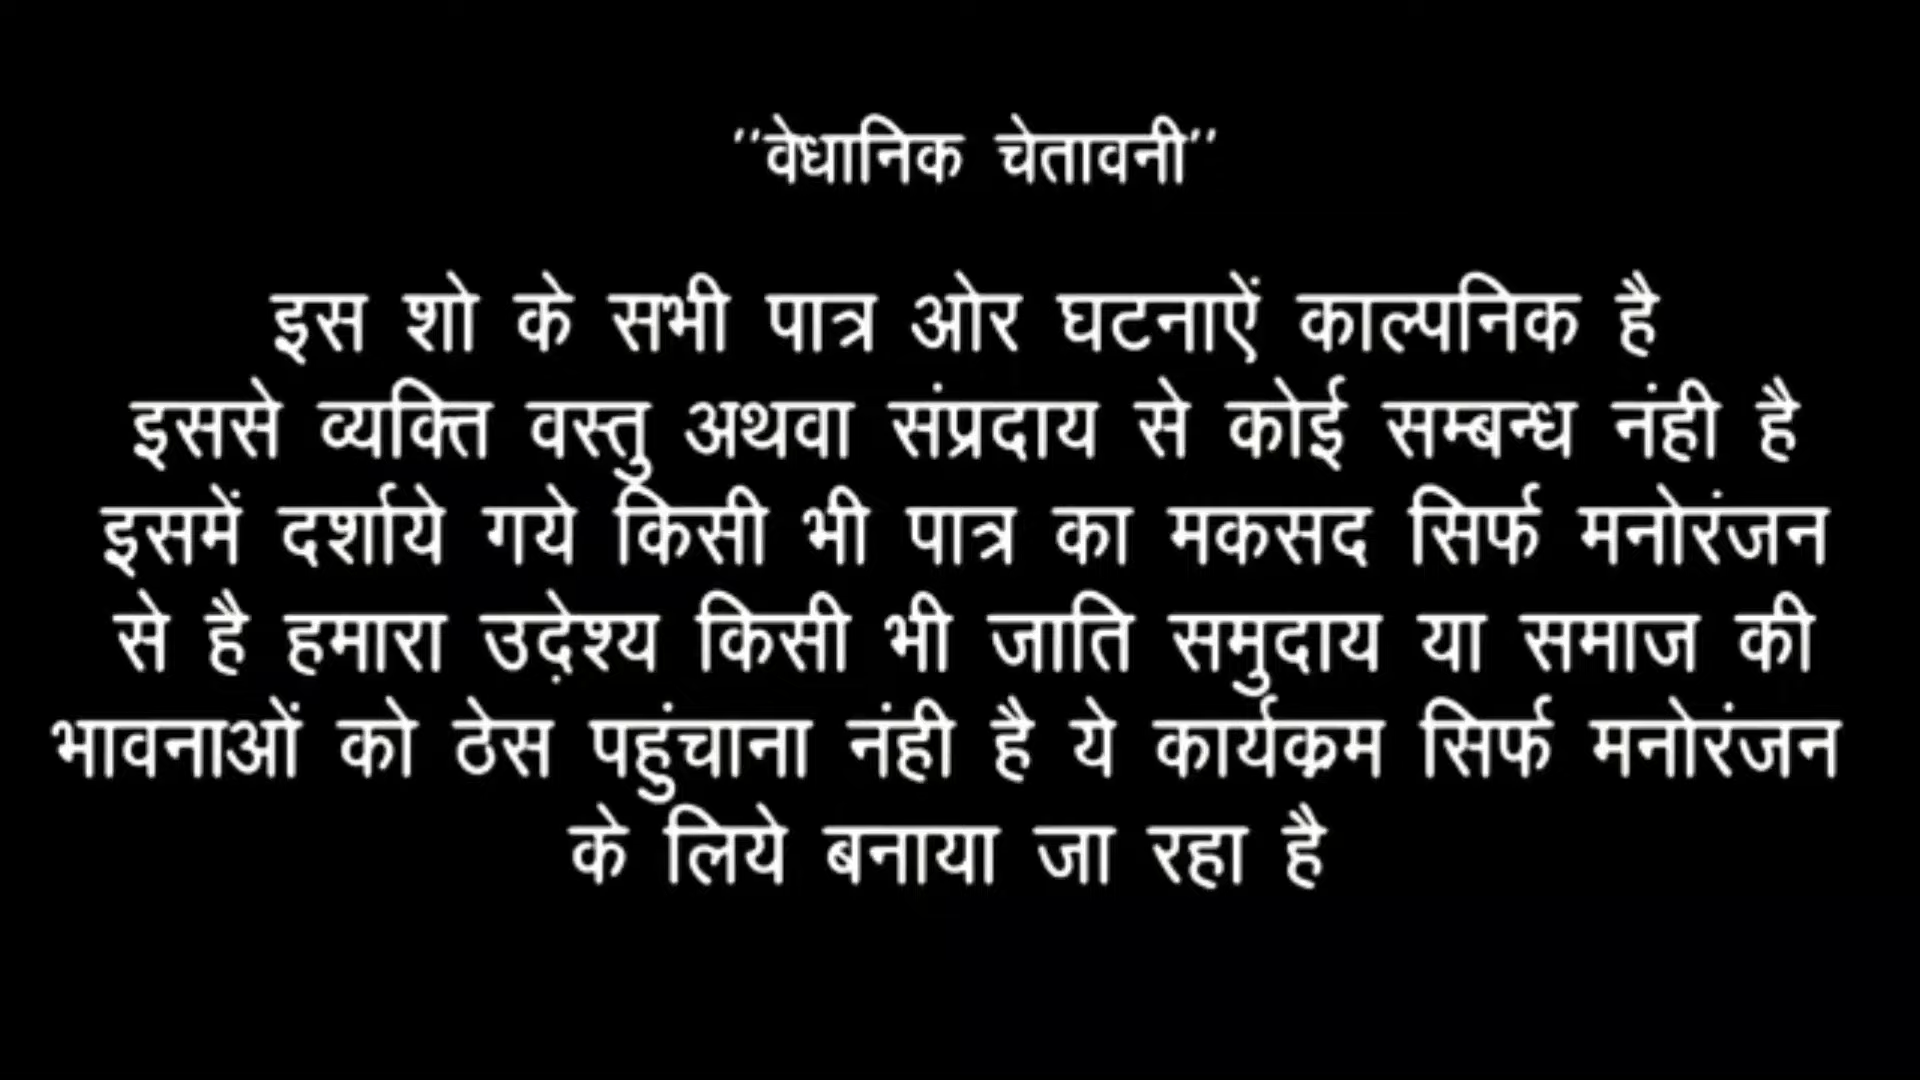 ''वेधानिक चेतावनी''
इस शो के सभी पात्र ओर घटनाऐं काल्पनिक है
इससे व्यक्ति वस्तु अथवा संप्रदाय से कोई सम्बन्ध नंही है
इसमें दर्शाये गये किसी भी पात्र का मकसद सिर्फ मनोरंजन
से है हमारा उद़ेश्य किसी भी जाति समुदाय या समाज की
भावनाओं को ठेस पहुंचाना नंही है ये कार्यक्रम सिर्फ मनोरंजन
के लिये बनाया जा रहा है